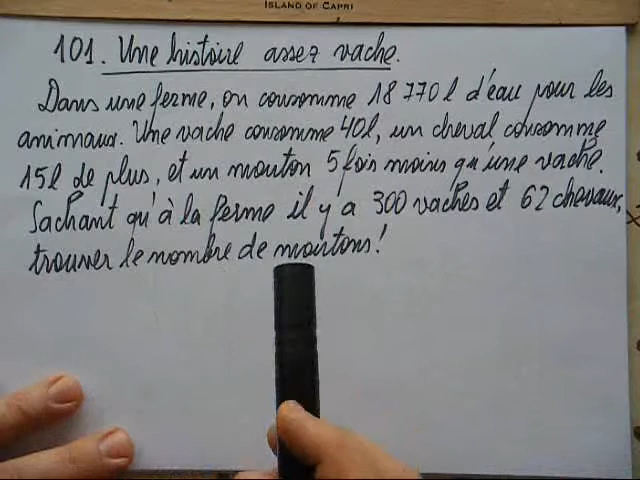 ISLAND OF CAPRI
101. Une histoire assez vache.
Dans une ferme, on consomme 18 770 l d'eau pour les
animaux. Une vache consomme 40l, un cheval consomme
15l de plus, et un mouton 5 fois moins qu'une vache.
Sachant qu'à la ferme il y a 300 vaches et 62 chevaux,
trouver le nombre de moutons!